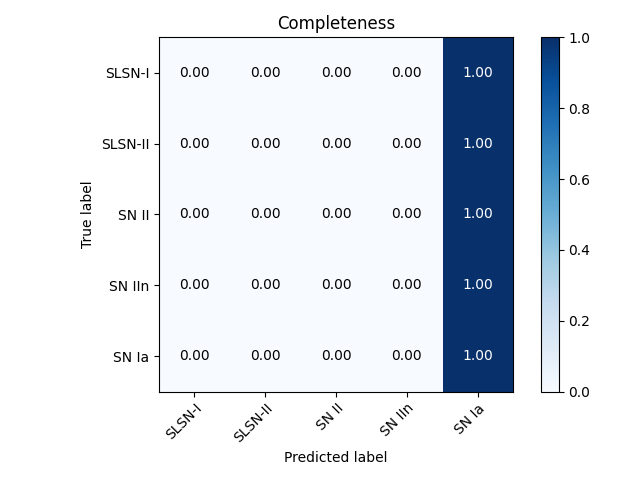 Completeness
SLSN-I 0.00 0.00 0.00 0.00 1.00
SLSN-II 0.00 0.00 0.00 0.00 1.00
SN II 0.00 0.00 0.00 0.00 1.00
SN IIn 0.00 0.00 0.00 0.00 1.00
SN Ia 0.00 0.00 0.00 0.00 1.00
True label
SLSN-I SLSN-II SN II SN IIn SN Ia
Predicted label
1.0
0.8
0.6
0.4
0.2
0.0